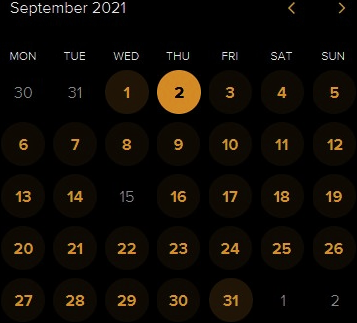 September 2021
MON TUE WED THU FRI SAT SUN
30 31 1 2 3 4 5
6 7 8 9 10 11 12
13 14 15 16 17 18 19
20 21 22 23 24 25 26
27 28 29 30 31 1 2